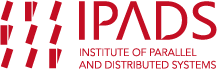 IPADS
INSTITUTE OF PARALLEL
AND DISTRIBUTED SYSTEMS